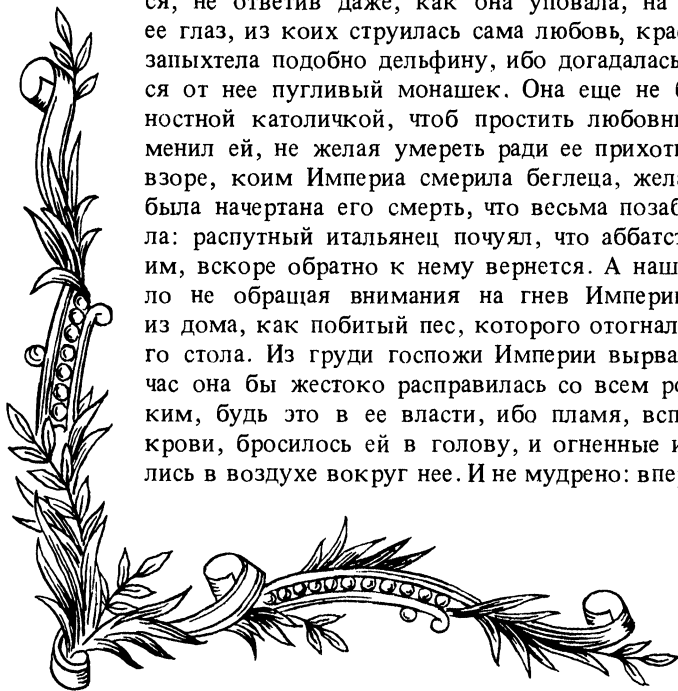 ся, не ответив даже, как она уповала, на
ее глаз, из коих струилась сама любовь, крас
запыхтела подобно дельфину, ибо догадалась
ся от нее пугливый монашек. Она еще не б
ностной католичкой, чтоб простить любовн
менил ей, не желая умереть ради ее прихоти
взоре, коим Империа смерила беглеца, жела
была начертана его смерть, что весьма позаб
ла: распутный итальянец почуял, что аббатст
им, вскоре обратно к нему вернется. А наш
ло не обращая внимания на гнев Империи
из дома, как побитый пес, которого отогнал
го стола. Из груди госпожи Империи вырва
час она бы жестоко расправилась со всем ро
ким, будь это в ее власти, ибо пламя, всп
крови, бросилось ей в голову, и огненные и
лись в воздухе вокруг нее. И не мудрено: впер